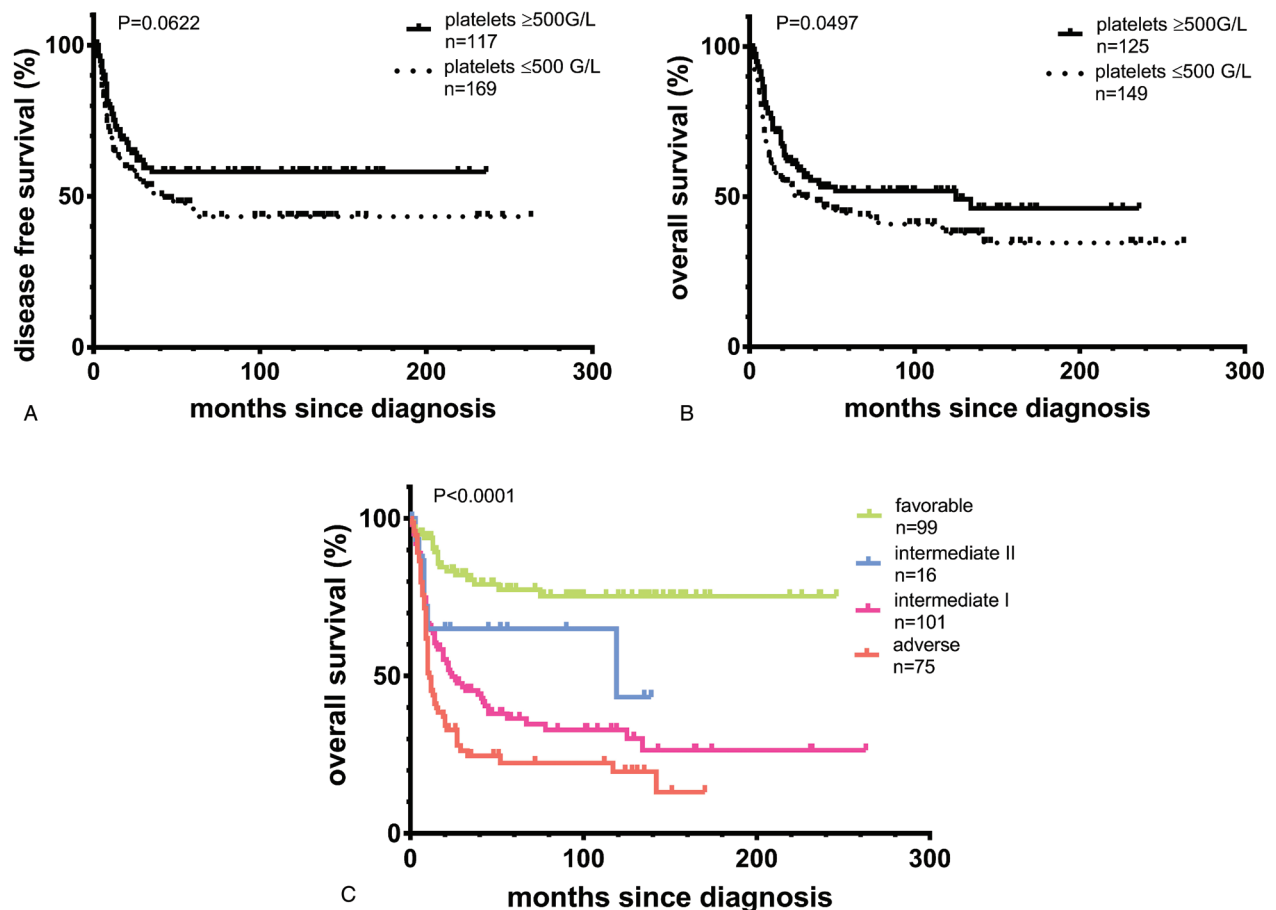 P=0.0622
platelets ≥500G/L
n=117
platelets ≤500 G/L
n=169
disease free survival (%)
100
50
0
0 100 200 300
months since diagnosis
A
P=0.0497
platelets ≥500G/L
n=125
platelets ≤500 G/L
n=149
overall survival (%)
100
50
0
0 100 200 300
months since diagnosis
B
P<0.0001
favorable
n=99
intermediate II
n=16
intermediate I
n=101
adverse
n=75
overall survival (%)
100
50
0
0 100 200 300
months since diagnosis
C